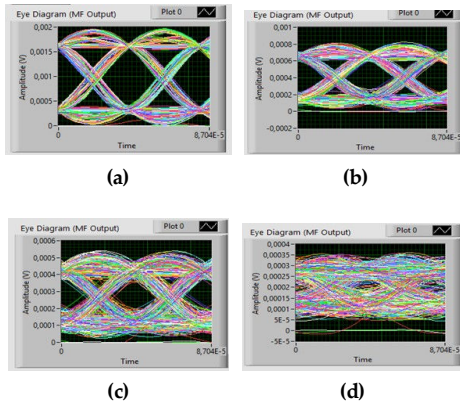 Eye Diagram (MF Output) Plot 0
0,002
0,0015
0,001
0,0005
0
Amplitude (V)
0 8,704E-5
Time
(a)
Eye Diagram (MF Output) Plot 0
0,001
0,0008
0,0006
0,0004
0,0002
0
-0,0002
Amplitude (V)
0 8,704E-5
Time
(b)
Eye Diagram (MF Output) Plot 0
0,0006
0,0005
0,0004
0,0003
0,0002
0,0001
0
Amplitude (V)
0 8,704E-5
Time
(c)
Eye Diagram (MF Output) Plot 0
0,0004
0,00035
0,0003
0,00025
0,0002
0,00015
0,0001
5E-5
0
-5E-5
Amplitude (V)
0 8,704E-5
Time
(d)